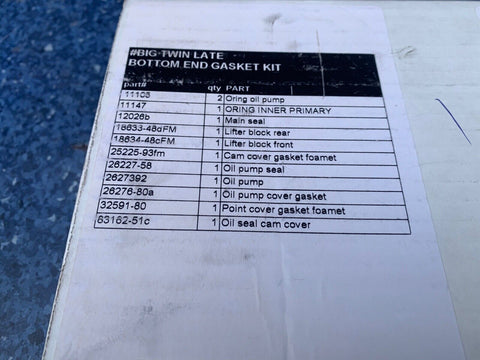 #BIG TWIN LATE
BOTTOM END GASKET KIT
part# qty PART
11105 2 Oring oil pump
11147 1 ORING INNER PRIMARY
12026b 1 Main seal
18633-48dFM 1 Lifter block rear
18634-48cFM 1 Lifter block front
25225-93fm 1 Cam cover gasket foamet
26227-58 1 Oil pump seal
2627392 1 Oil pump
26276-80a 1 Oil pump cover gasket
32591-80 1 Point cover gasket foamet
63162-51c 1 Oil seal cam cover